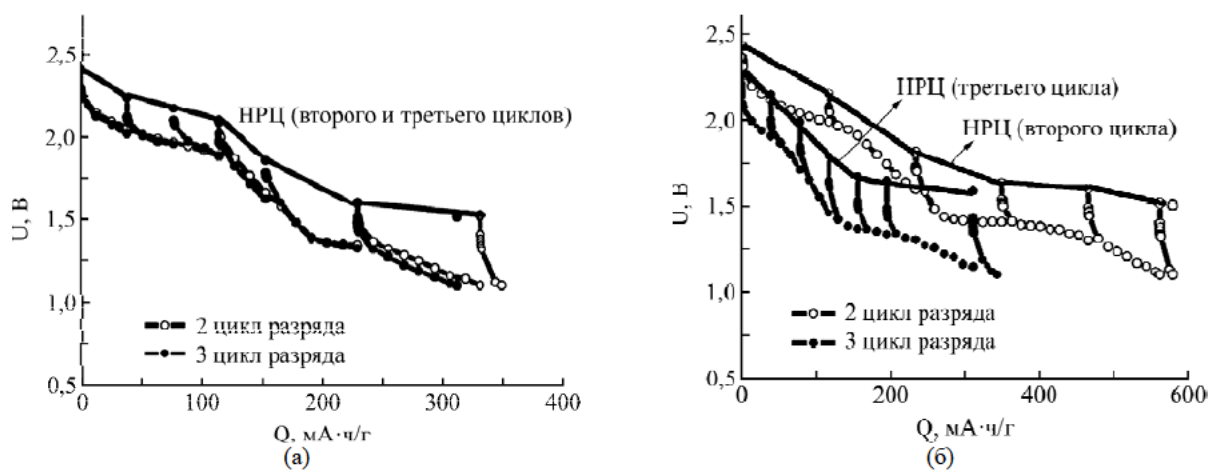 (а)
2,5
2,0
1,5
1,0
0,5
U, В
НРЦ (второго и третьего циклов)
2 цикл разряда
3 цикл разряда
0
100
200
300
400
Q, мА·ч/г
(а)
(б)
2,5
2,0
1,5
1,0
0,5
U, В
НРЦ (третьего цикла)
НРЦ (второго цикла)
2 цикл разряда
3 цикл разряда
0
200
400
600
Q, мА·ч/г
(б)